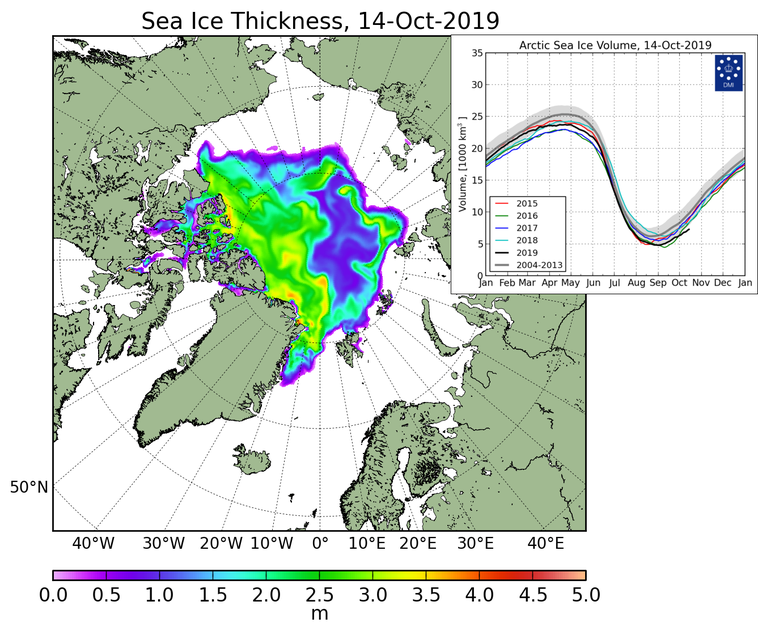 Sea Ice Thickness, 14-Oct-2019
Arctic Sea Ice Volume, 14-Oct-2019
Volume, [1000 km³]
35
30
25
20
15
10
5
0
DMI
2015
2016
2017
2018
2019
2004-2013
Jan Feb Mar Apr May Jun Jul Aug Sep Oct Nov Dec Jan
50°N
40°W 30°W 20°W 10°W 0° 10°E 20°E 30°E 40°E
0.0 0.5 1.0 1.5 2.0 2.5 3.0 3.5 4.0 4.5 5.0
m